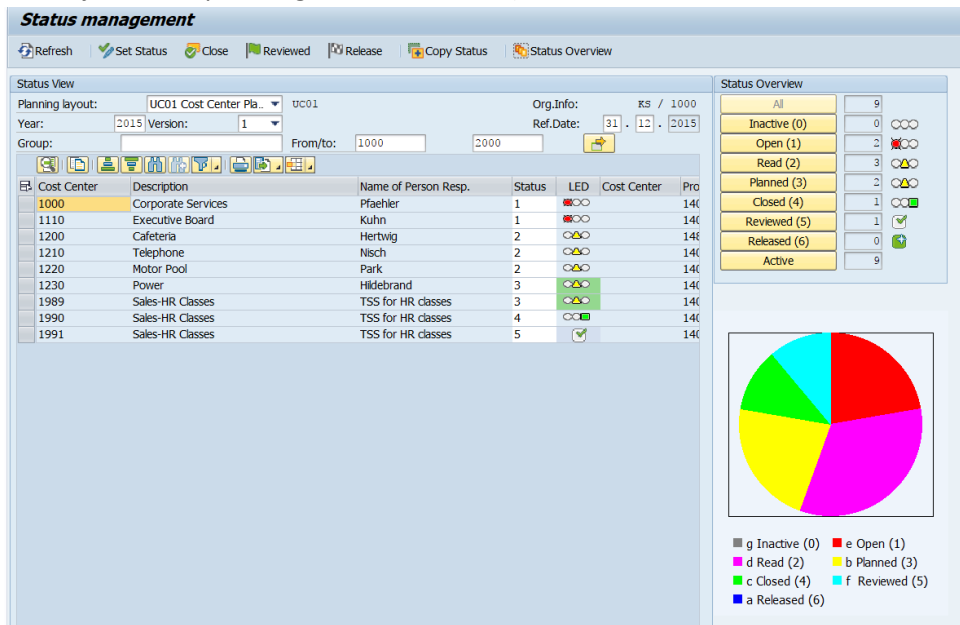 Status management
Refresh Set Status Close Reviewed Release Copy Status Status Overview
Status View
Planning layout: UC01 Cost Center Pla.. UC01 Org.Info: KS / 1000
Year: 2015 Version: 1 Ref.Date: 31 . 12 . 2015
Group: From/to: 1000 2000
Cost Center Description Name of Person Resp. Status LED Cost Center Pro
1000 Corporate Services Pfaehler 1 140
1110 Executive Board Kuhn 1 140
1200 Cafeteria Hertwig 2 148
1210 Telephone Nisch 2 140
1220 Motor Pool Park 2 140
1230 Power Hildebrand 3 140
1989 Sales-HR Classes TSS for HR classes 3 140
1990 Sales-HR Classes TSS for HR classes 4 140
1991 Sales-HR Classes TSS for HR classes 5 140
Status Overview
All 9
Inactive (0) 0
Open (1) 2
Read (2) 3
Planned (3) 2
Closed (4) 1
Reviewed (5) 1
Released (6) 0
Active 9
g Inactive (0) e Open (1)
d Read (2) b Planned (3)
c Closed (4) f Reviewed (5)
a Released (6)